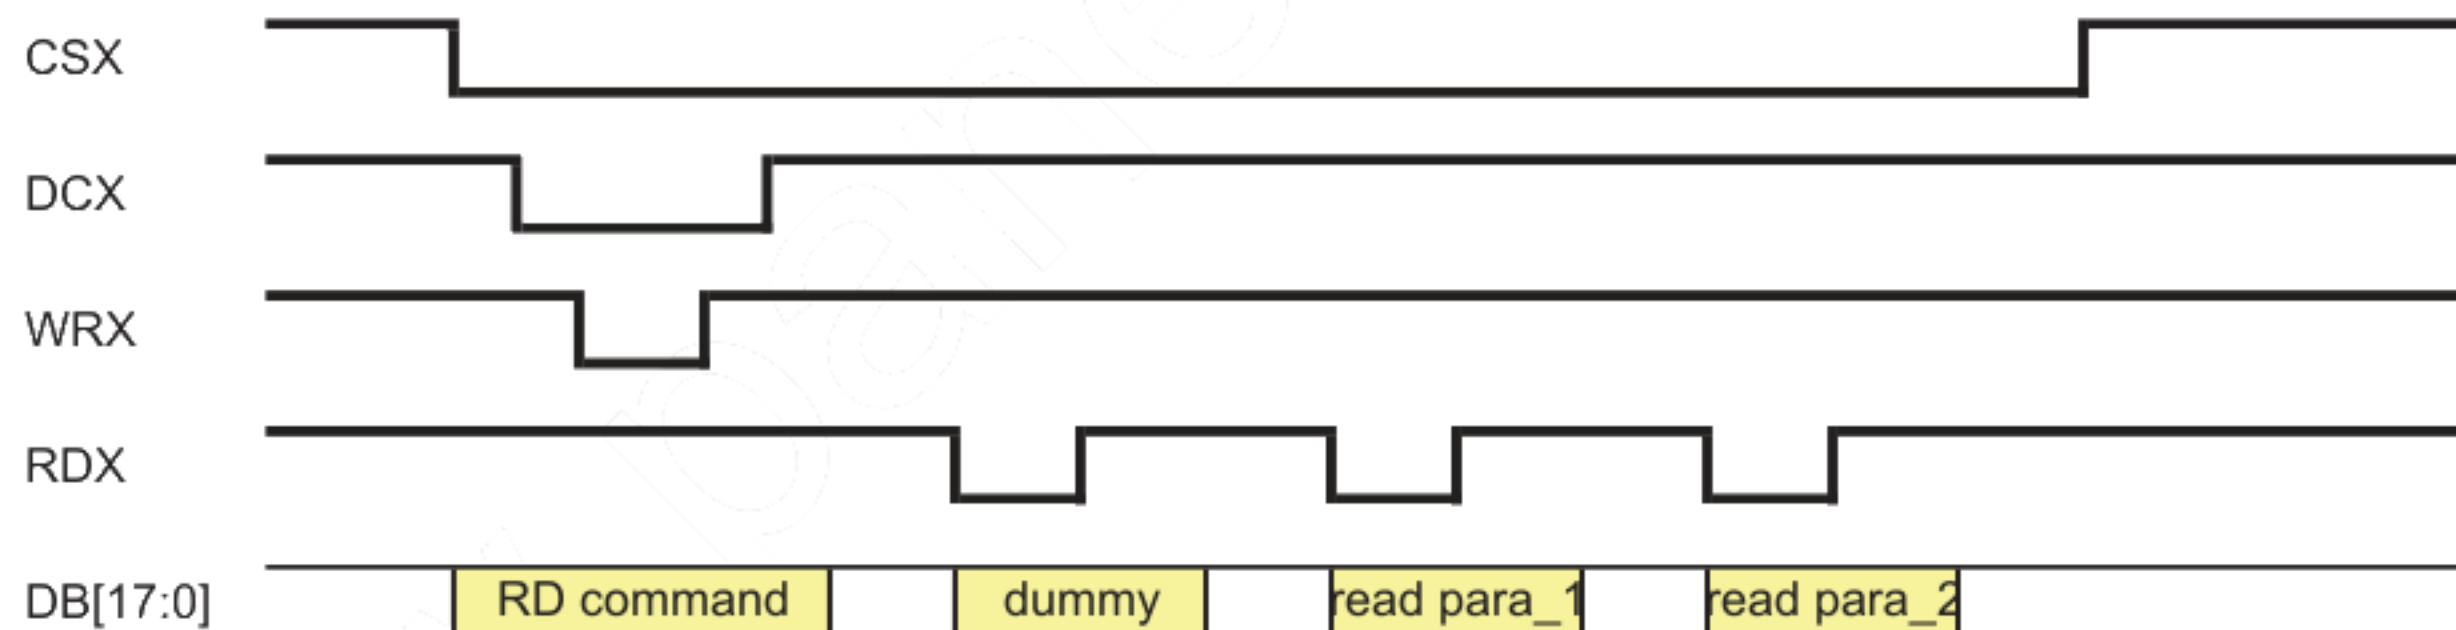 CSX
DCX
WRX
RDX
DB[17:0] RD command dummy read para_1 read para_2